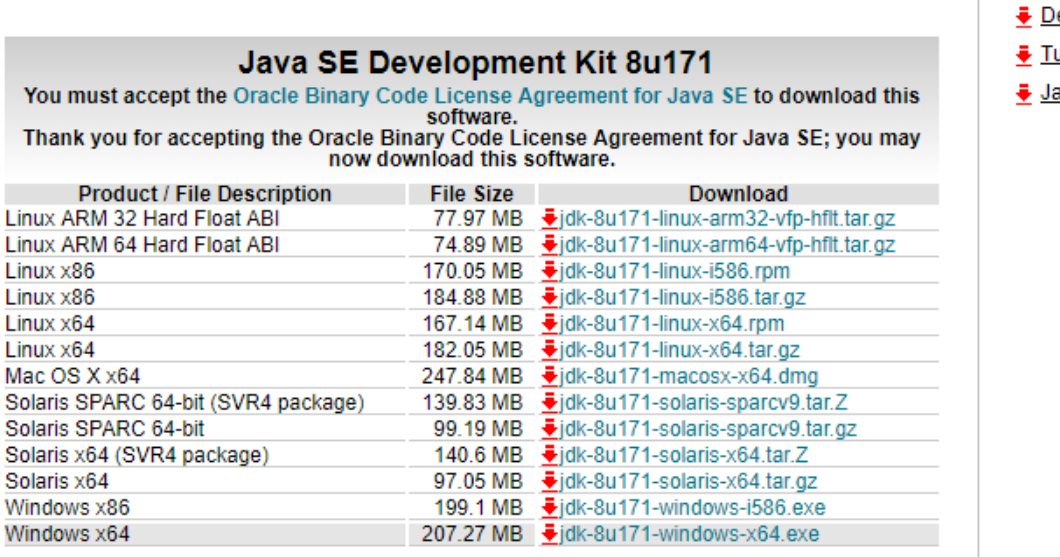 Java SE Development Kit 8u171
You must accept the Oracle Binary Code License Agreement for Java SE to download this
software.
Thank you for accepting the Oracle Binary Code License Agreement for Java SE; you may
now download this software.
Product / File Description File Size Download
Linux ARM 32 Hard Float ABI 77.97 MB jdk-8u171-linux-arm32-vfp-hflt.tar.gz
Linux ARM 64 Hard Float ABI 74.89 MB jdk-8u171-linux-arm64-vfp-hflt.tar.gz
Linux x86 170.05 MB jdk-8u171-linux-i586.rpm
Linux x86 184.88 MB jdk-8u171-linux-i586.tar.gz
Linux x64 167.14 MB jdk-8u171-linux-x64.rpm
Linux x64 182.05 MB jdk-8u171-linux-x64.tar.gz
Mac OS X x64 247.84 MB jdk-8u171-macosx-x64.dmg
Solaris SPARC 64-bit (SVR4 package) 139.83 MB jdk-8u171-solaris-sparcv9.tar.Z
Solaris SPARC 64-bit 99.19 MB jdk-8u171-solaris-sparcv9.tar.gz
Solaris x64 (SVR4 package) 140.6 MB jdk-8u171-solaris-x64.tar.Z
Solaris x64 97.05 MB jdk-8u171-solaris-x64.tar.gz
Windows x86 199.1 MB jdk-8u171-windows-i586.exe
Windows x64 207.27 MB jdk-8u171-windows-x64.exe